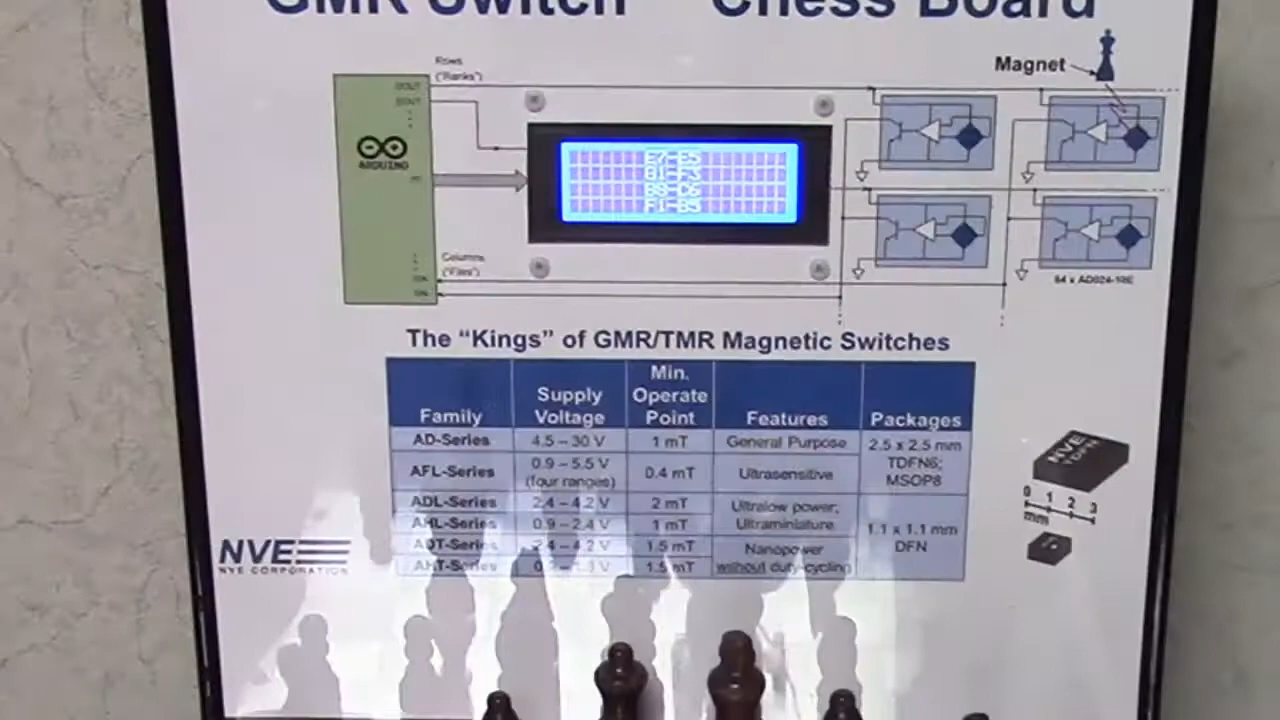 GMR Switch Chess Board
Rows
("Ranks")
Magnet
DOUT
DOUT
ARDUINO
E7-E5
B1-F3
B8-C6
F1-B5
Columns
("Files")
64 x AD024-10E
The "Kings" of GMR/TMR Magnetic Switches
Family Supply Voltage Min. Operate Point Features Packages
AD-Series 4.5 – 30 V 1 mT General Purpose 2.5 x 2.5 mm TDFN6; MSOP8
AFL-Series 0.9 – 5.5 V (four ranges) 0.4 mT Ultrasensitive
ADL-Series 2.4 – 4.2 V 2 mT Ultralow power; Ultraminiature 1.1 x 1.1 mm DFN
AHL-Series 0.9 – 2.4 V 1 mT
ADT-Series 2.4 – 4.2 V 1.5 mT Nanopower without duty-cycling
AHT-Series 1.5 mT
NVE
TDFN
0 1 2 3
mm
NVE
NVE CORPORATION